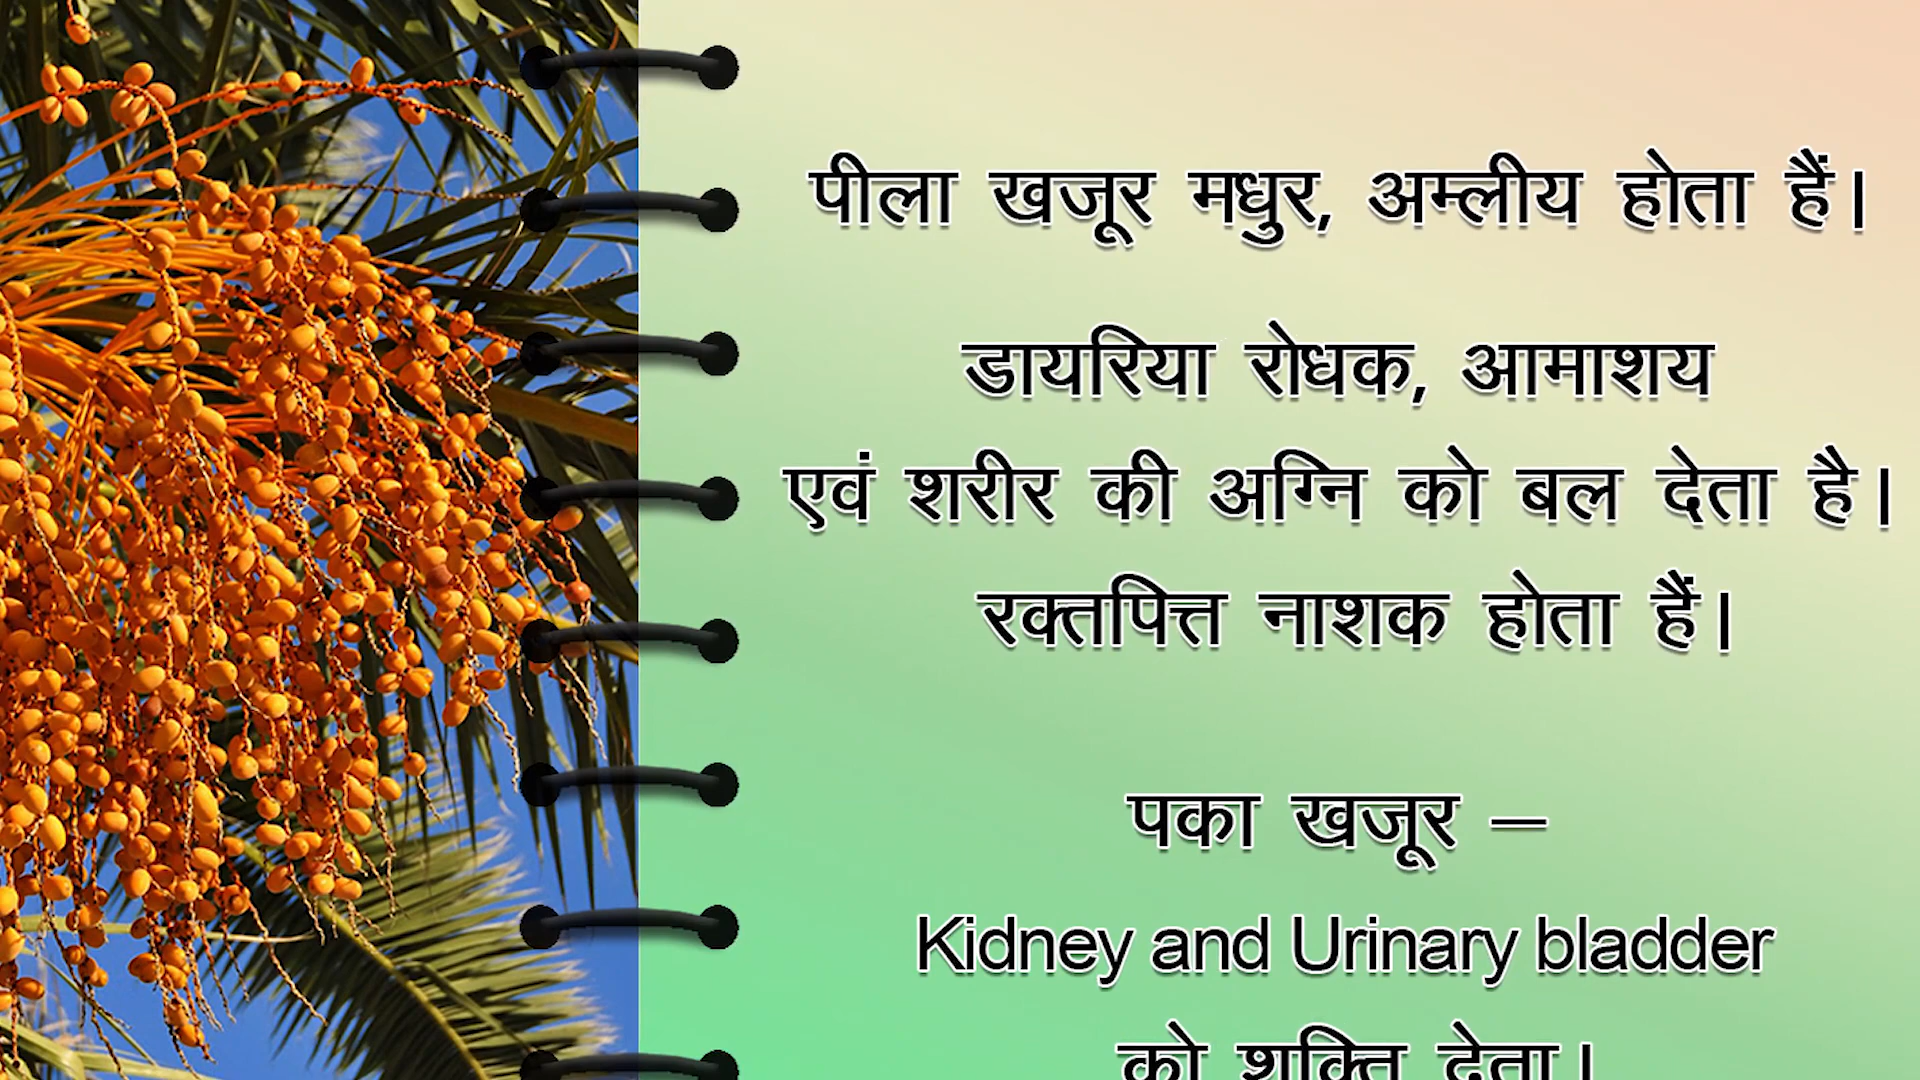 पीला खजूर मधुर, अम्लीय होता हैं।
डायरिया रोधक, आमाशय
एवं शरीर की अग्नि को बल देता है।
रक्तपित्त नाशक होता हैं।
पका खजूर –
Kidney and Urinary bladder
को शक्ति देता।